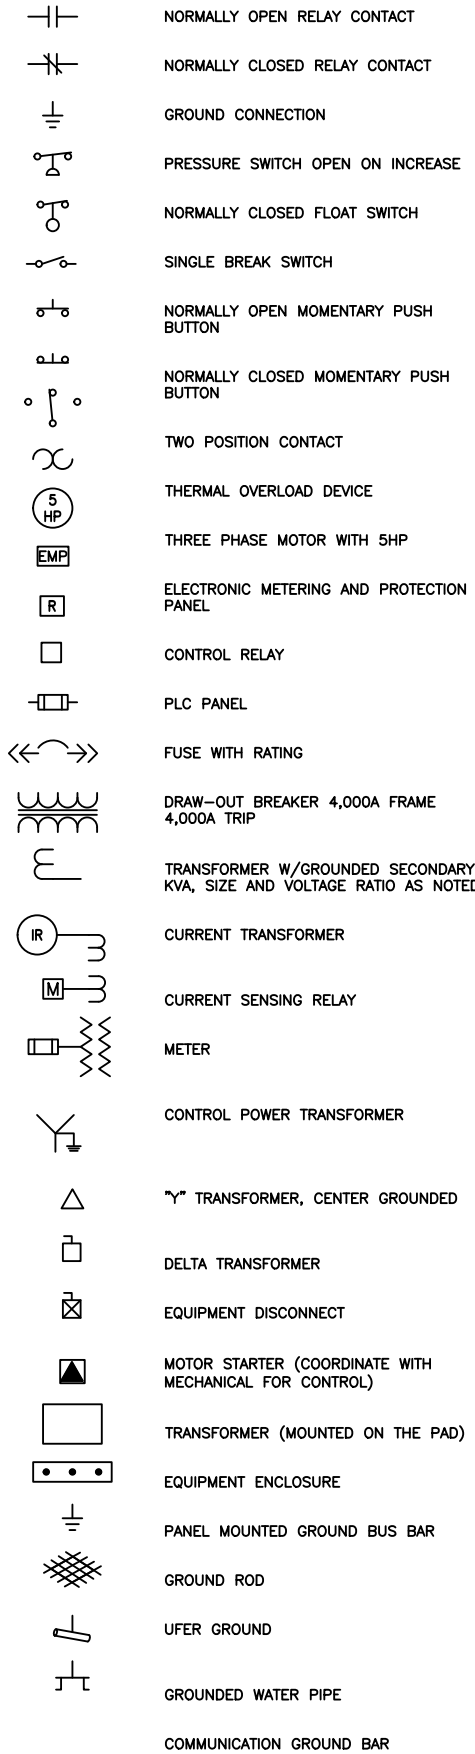 NORMALLY OPEN RELAY CONTACT
NORMALLY CLOSED RELAY CONTACT
GROUND CONNECTION
PRESSURE SWITCH OPEN ON INCREASE
NORMALLY CLOSED FLOAT SWITCH
SINGLE BREAK SWITCH
NORMALLY OPEN MOMENTARY PUSH
BUTTON
NORMALLY CLOSED MOMENTARY PUSH
BUTTON
TWO POSITION CONTACT
5
HP
THERMAL OVERLOAD DEVICE
THREE PHASE MOTOR WITH 5HP
EMP
ELECTRONIC METERING AND PROTECTION
PANEL
R
CONTROL RELAY
PLC PANEL
FUSE WITH RATING
DRAW-OUT BREAKER 4,000A FRAME
4,000A TRIP
TRANSFORMER W/GROUNDED SECONDARY
KVA, SIZE AND VOLTAGE RATIO AS NOTED
IR
CURRENT TRANSFORMER
M
CURRENT SENSING RELAY
METER
CONTROL POWER TRANSFORMER
"Y" TRANSFORMER, CENTER GROUNDED
DELTA TRANSFORMER
EQUIPMENT DISCONNECT
MOTOR STARTER (COORDINATE WITH
MECHANICAL FOR CONTROL)
TRANSFORMER (MOUNTED ON THE PAD)
EQUIPMENT ENCLOSURE
PANEL MOUNTED GROUND BUS BAR
GROUND ROD
UFER GROUND
GROUNDED WATER PIPE
COMMUNICATION GROUND BAR